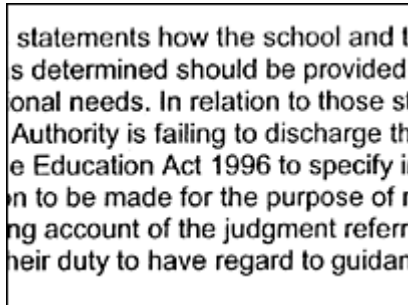 statements how the school and t
s determined should be provided
onal needs. In relation to those s
Authority is failing to discharge th
e Education Act 1996 to specify i
n to be made for the purpose of
ng account of the judgment referr
heir duty to have regard to guidan